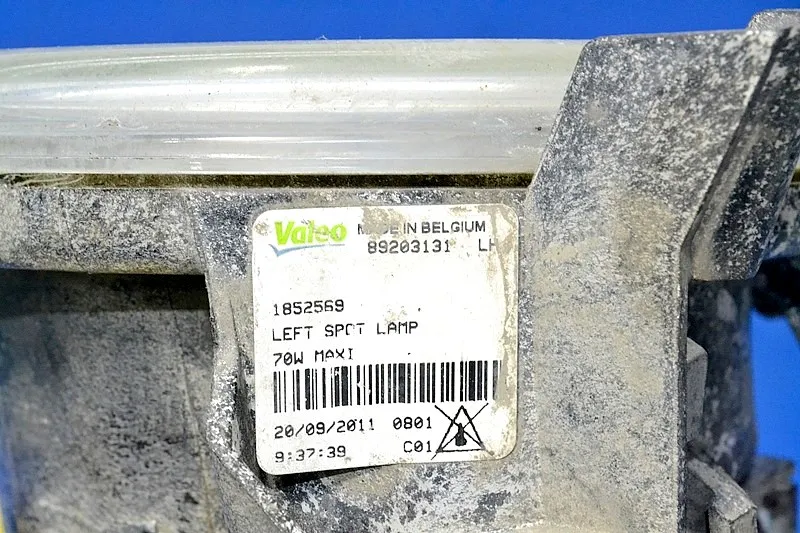 Valeo MADE IN BELGIUM
89203131 LH
1852569
LEFT SPOT LAMP
70W MAXI
20/09/2011 0801
9:37:39 C01